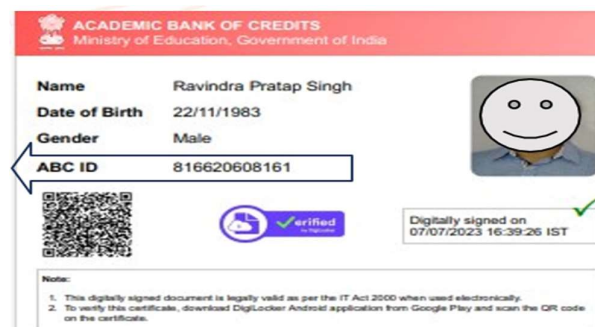 ACADEMIC BANK OF CREDITS
Ministry of Education, Government of India
Name Ravindra Pratap Singh
Date of Birth 22/11/1983
Gender Male
ABC ID 816620608161
Verified
by DigiLocker
Digitally signed on
07/07/2023 16:39:26 IST
Note:
1. This digitally signed document is legally valid as per the IT Act 2000 when used electronically.
2. To verify this certificate, download DigiLocker Android application from Google Play and scan the QR code
on the certificate.